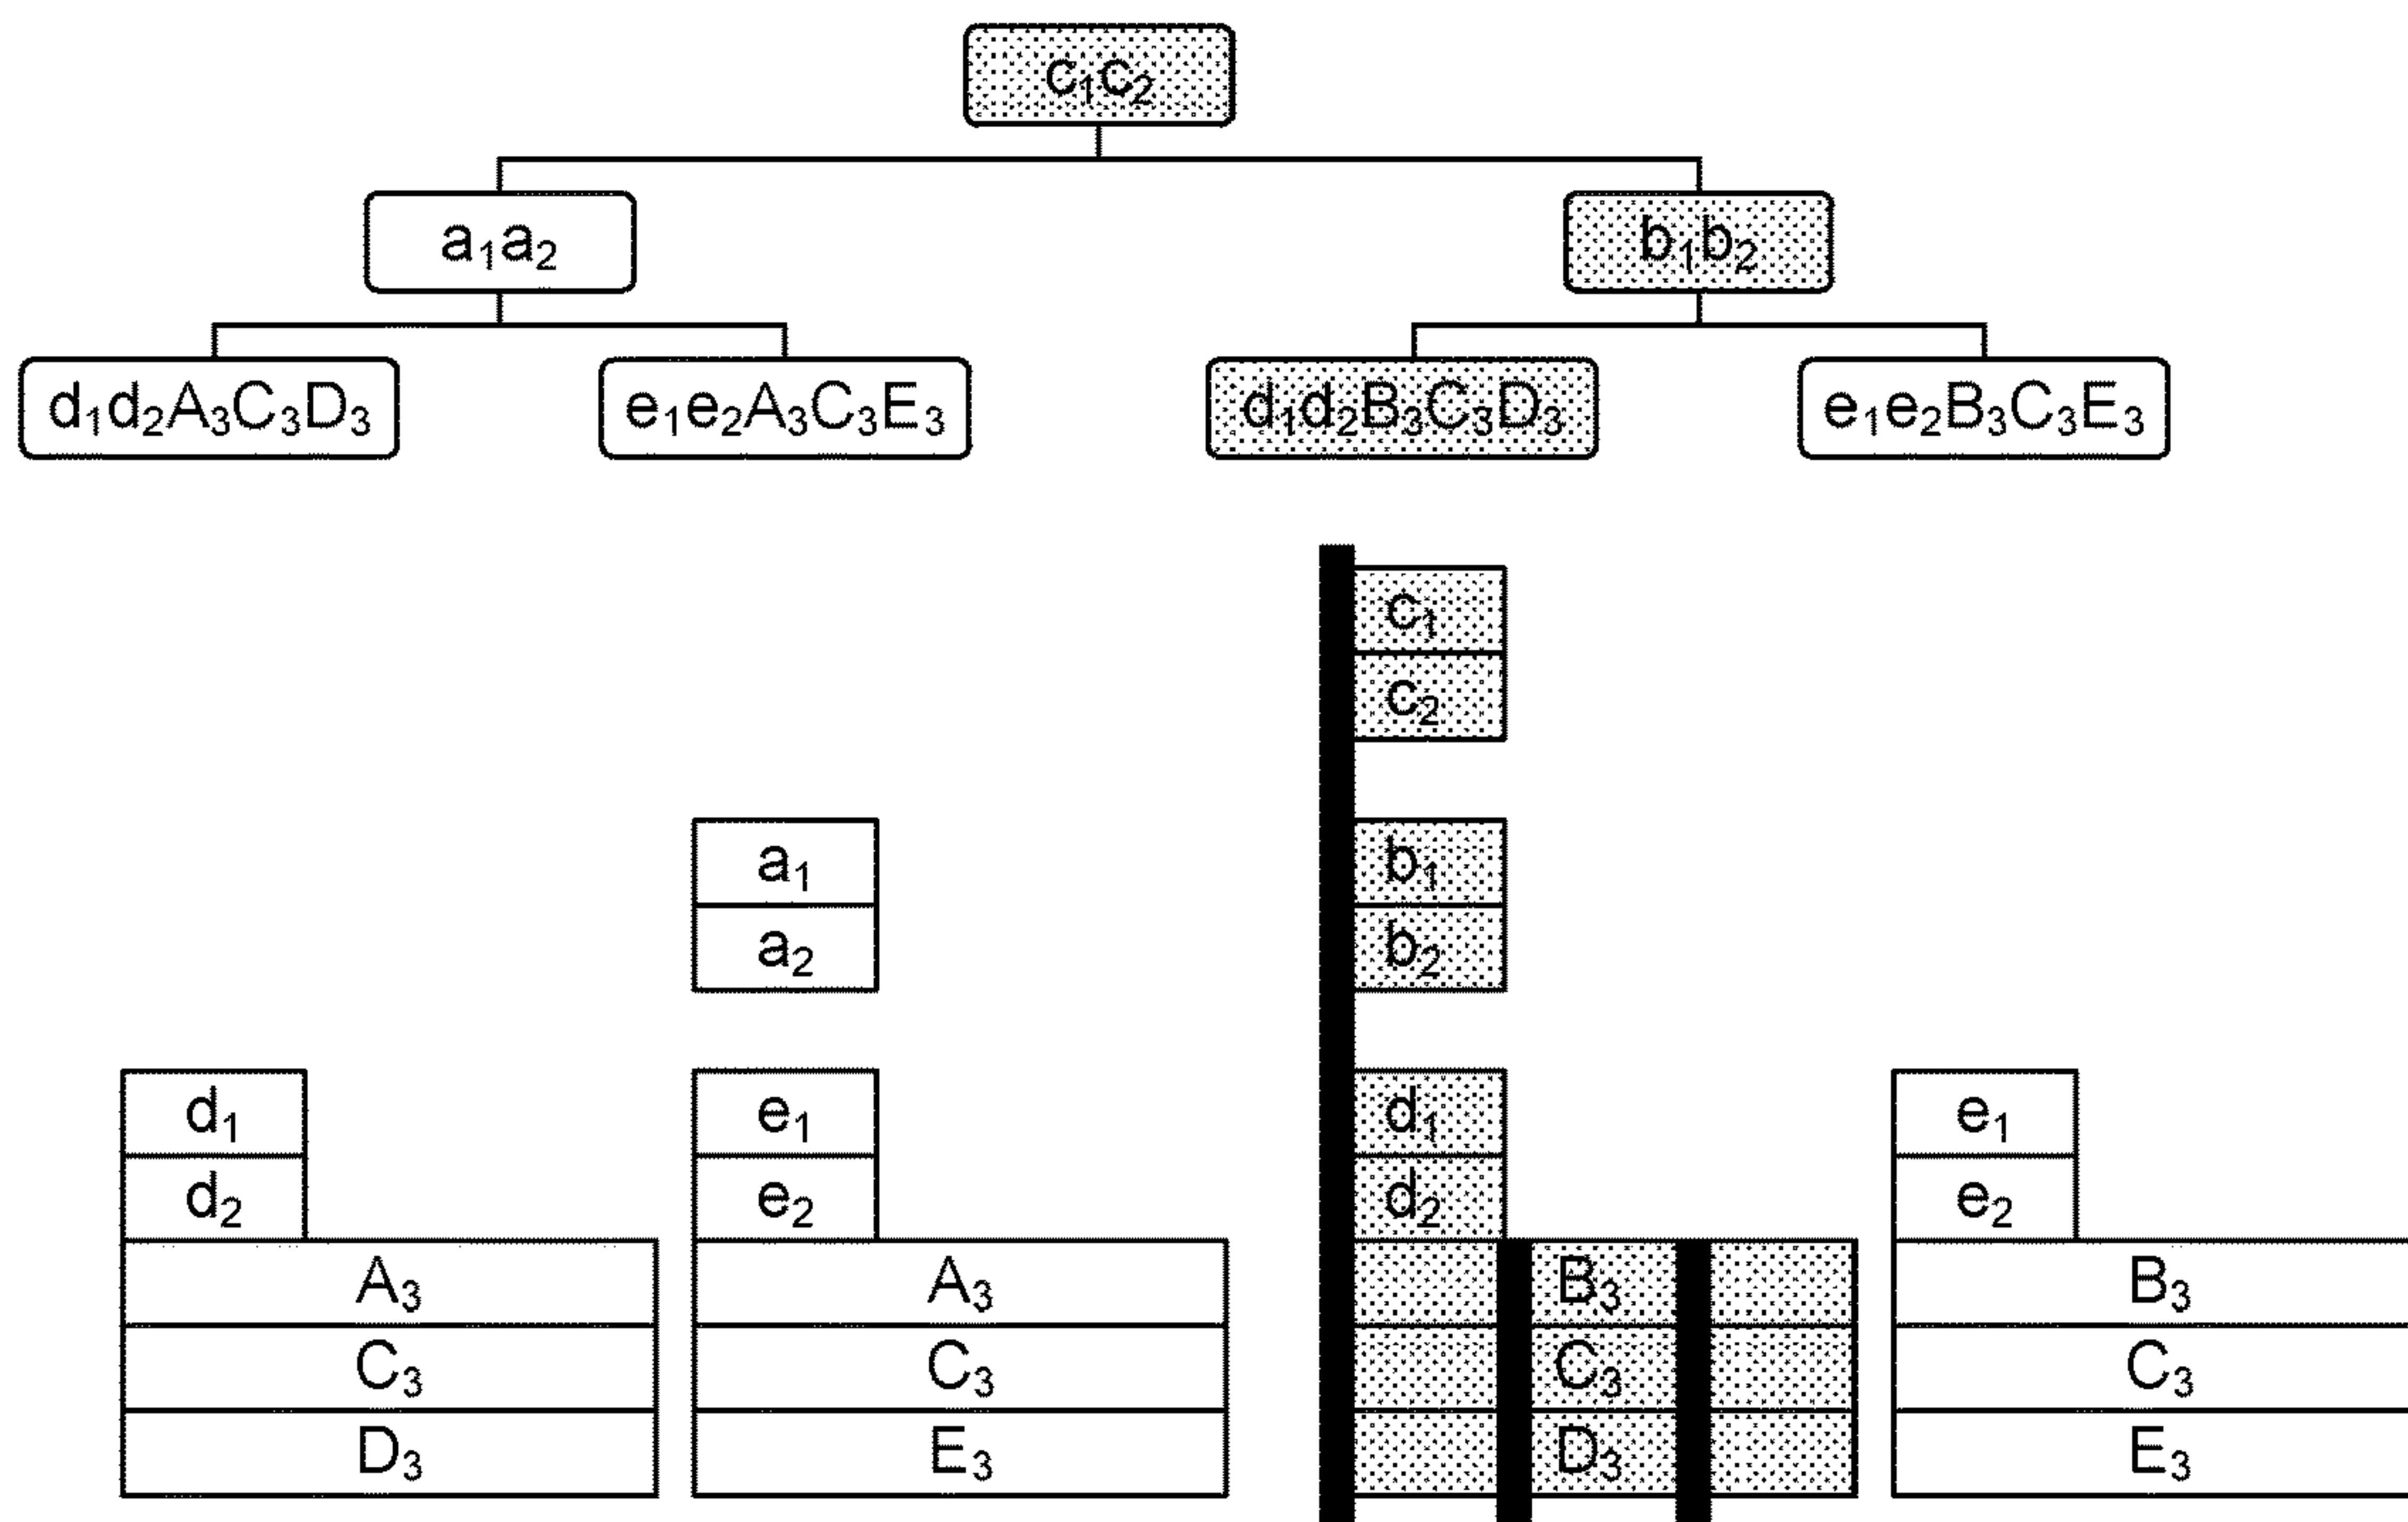 c₁c₂
a₁a₂ b₁b₂
d₁d₂A₃C₃D₃ e₁e₂A₃C₃E₃ d₁d₂B₃C₃D₃ e₁e₂B₃C₃E₃
c₁
c₂
a₁ b₁
a₂ b₂
d₁ e₁ d₁ e₁
d₂ e₂ d₂ e₂
A₃ A₃ B₃ B₃
C₃ C₃ C₃ C₃
D₃ E₃ D₃ E₃